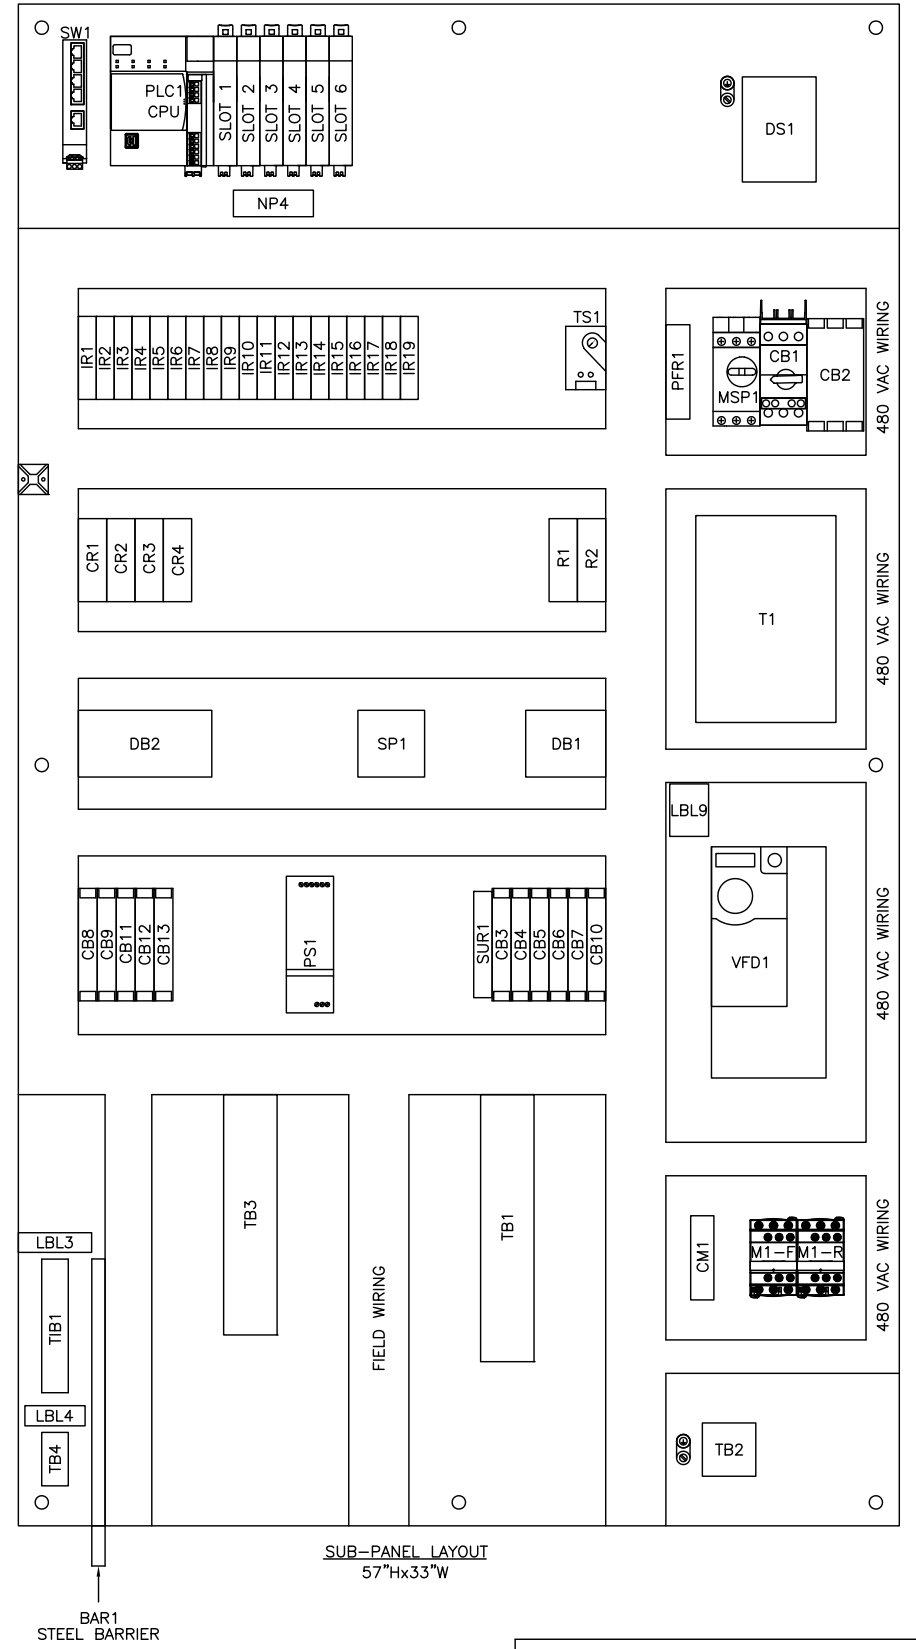 SW1
PLC1
CPU
SLOT 1
SLOT 2
SLOT 3
SLOT 4
SLOT 5
SLOT 6
NP4
DS1
IR1
IR2
IR3
IR4
IR5
IR6
IR7
IR8
IR9
IR10
IR11
IR12
IR13
IR14
IR15
IR16
IR17
IR18
IR19
TS1
PFR1
MSP1
CB1
CB2
480 VAC WIRING
CR1
CR2
CR3
CR4
R1
R2
T1
480 VAC WIRING
DB2
SP1
DB1
LBL9
CB8
CB9
CB11
CB12
CB13
PS1
SUR1
CB3
CB4
CB5
CB6
CB7
CB10
VFD1
480 VAC WIRING
TB3
TB1
FIELD WIRING
LBL3
TIB1
LBL4
TB4
CM1
M1-F
M1-R
480 VAC WIRING
TB2
SUB-PANEL LAYOUT
57"Hx33"W
BAR1
STEEL BARRIER